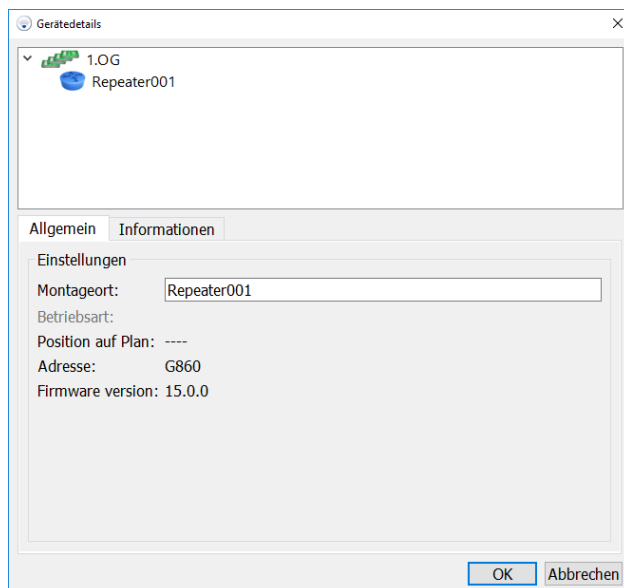 Gerätedetails
1.OG
Repeater001
Allgemein Informationen
Einstellungen
Montageort: Repeater001
Betriebsart:
Position auf Plan: ----
Adresse: G860
Firmware version: 15.0.0
OK Abbrechen